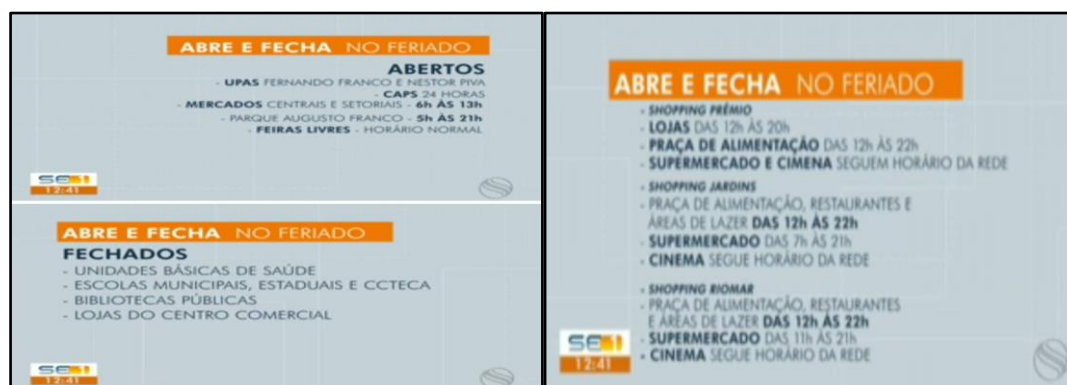 ABRE E FECHA NO FERIADO
ABERTOS
- UPAS FERNANDO FRANCO E NESTOR PIVA
- CAPS 24 HORAS
- MERCADOS CENTRAIS E SETORIAIS - 6h ÀS 13h
- PARQUE AUGUSTO FRANCO - 5h ÀS 21h
- FEIRAS LIVRES - HORÁRIO NORMAL
SE1
12:41
ABRE E FECHA NO FERIADO
FECHADOS
- UNIDADES BÁSICAS DE SAÚDE
- ESCOLAS MUNICIPAIS, ESTADUAIS E CCTECA
- BIBLIOTECAS PÚBLICAS
- LOJAS DO CENTRO COMERCIAL
SE1
12:41
ABRE E FECHA NO FERIADO
- SHOPPING PRÊMIO
- LOJAS DAS 12h ÀS 20h
- PRAÇA DE ALIMENTAÇÃO DAS 12h ÀS 22h
- SUPERMERCADO E CIMENA SEGUEM HORÁRIO DA REDE
- SHOPPING JARDINS
- PRAÇA DE ALIMENTAÇÃO, RESTAURANTES E
ÁREAS DE LAZER DAS 12h ÀS 22h
- SUPERMERCADO DAS 7h ÀS 21h
- CINEMA SEGUE HORÁRIO DA REDE
- SHOPPING RIOMAR
- PRAÇA DE ALIMENTAÇÃO, RESTAURANTES
E ÁREAS DE LAZER DAS 12h ÀS 22h
- SUPERMERCADO DAS 11h ÀS 21h
- CINEMA SEGUE HORÁRIO DA REDE
SE1
12:41